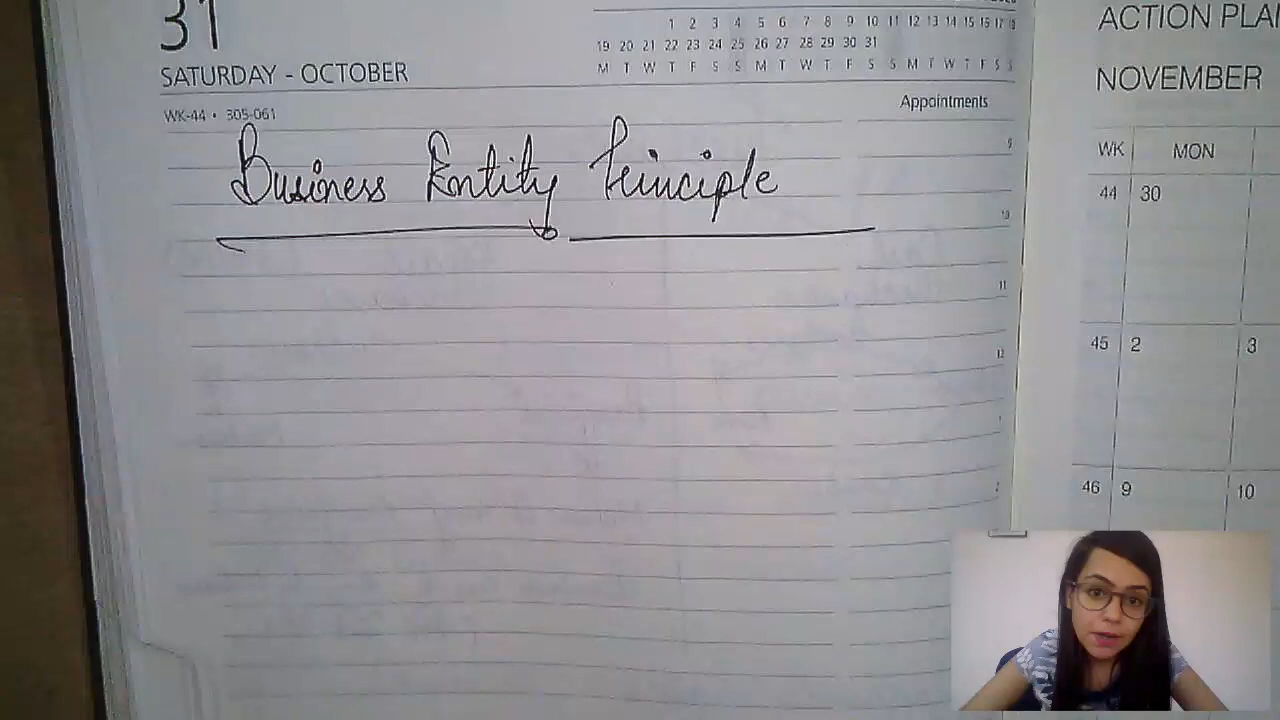 31
SATURDAY - OCTOBER
1 2 3 4 5 6 7 8 9 10 11 12 13 14 15 16 17 18
19 20 21 22 23 24 25 26 27 28 29 30 31
M T W T F S S M T W T F S S M T W T F S S
WK-44 • 305-061
Appointments
Business Entity Principle
9
10
11
12
1
2
ACTION PLA
NOVEMBER
WK MON
44 30
45 2 3
46 9 10